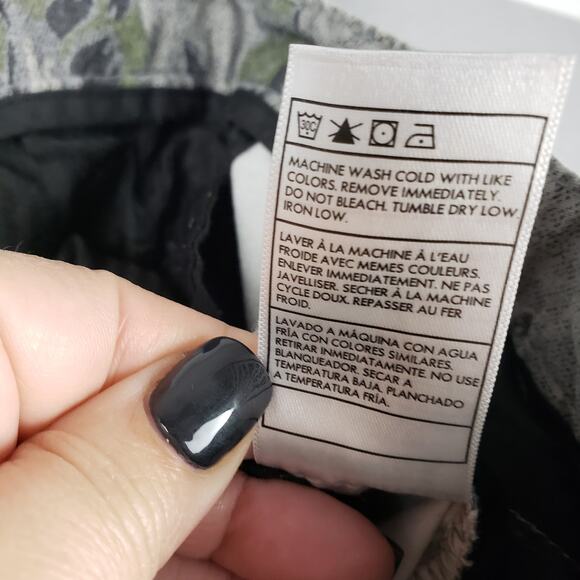 30C
MACHINE WASH COLD WITH LIKE
COLORS. REMOVE IMMEDIATELY.
DO NOT BLEACH. TUMBLE DRY LOW
IRON LOW.
LAVER À LA MACHINE À L'EAU
FROIDE AVEC MEMES COULEURS.
ENLEVER IMMEDIATEMENT. NE PAS
JAVELLISER. SECHER À LA MACHINE
CYCLE DOUX. REPASSER AU FER
FROID.
LAVADO A MÁQUINA CON AGUA
FRÍA CON COLORES SIMILARES.
RETIRAR INMEDIATAMENTE. NO USE
BLANQUEADOR. SECAR A
TEMPERATURA BAJA. PLANCHADO
A TEMPERATURA FRÍA.